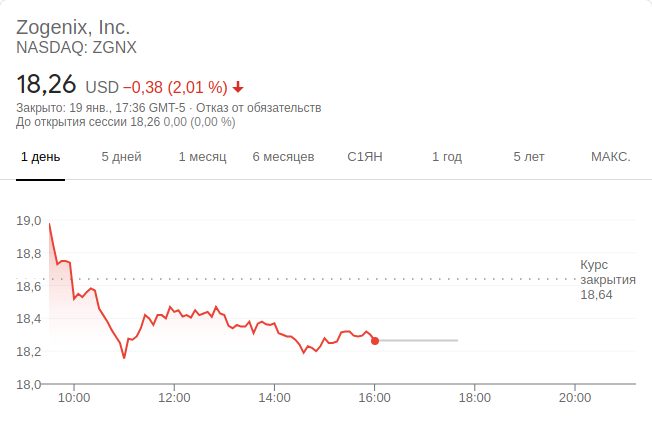 Zogenix, Inc.
NASDAQ: ZGNX
18,26 USD −0,38 (2,01 %)
Закрыто: 19 янв., 17:36 GMT-5 · Отказ от обязательств
До открытия сессии 18,26 0,00 (0,00 %)
1 день 5 дней 1 месяц 6 месяцев С1ЯН 1 год 5 лет МАКС.
19,0
18,8
18,6
18,4
18,2
18,0
Курс
закрытия
18,64
10:00 12:00 14:00 16:00 18:00 20:00